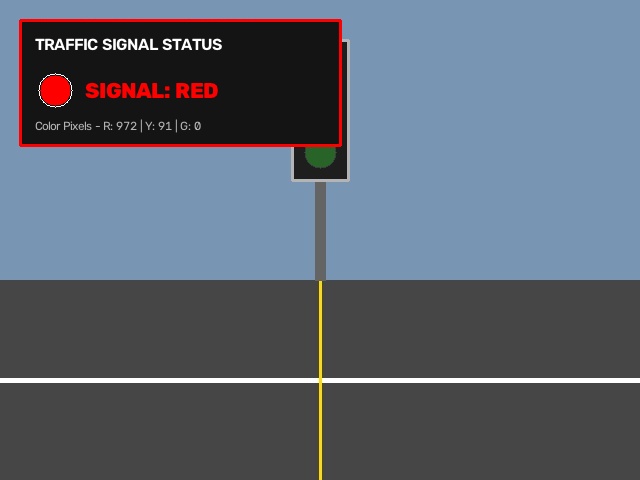 TRAFFIC SIGNAL STATUS
SIGNAL: RED
Color Pixels - R: 972 | Y: 91 | G: 0